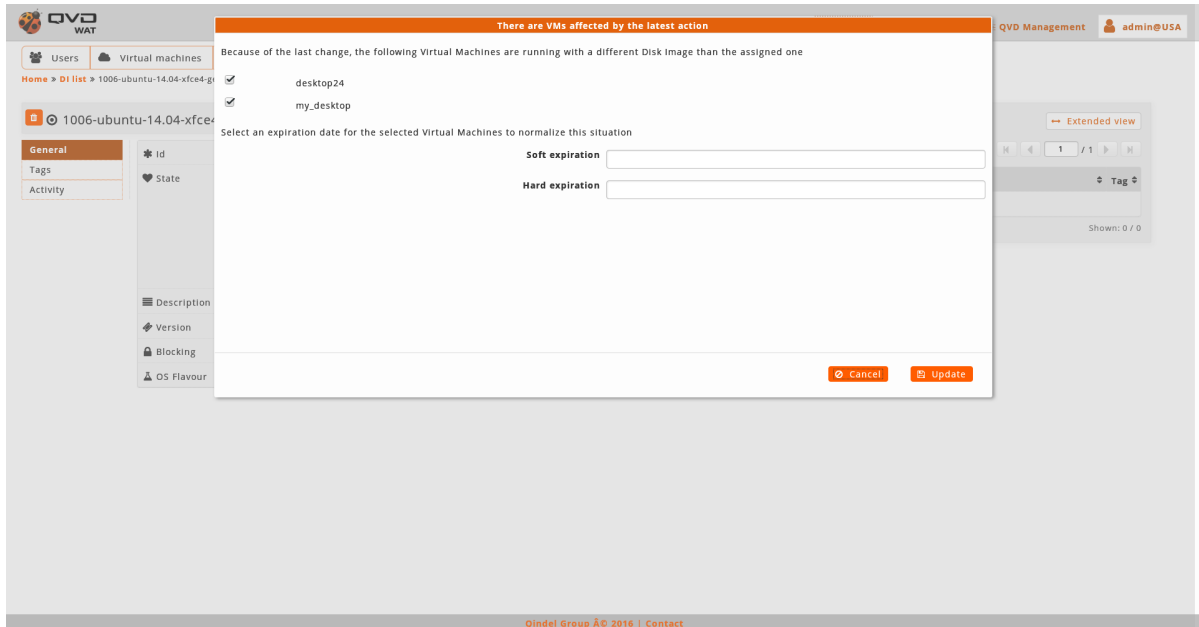 QVD
WAT
There are VMs affected by the latest action
QVD Management
admin@USA
Users
Virtual machines
Because of the last change, the following Virtual Machines are running with a different Disk Image than the assigned one
Home » DI list » 1006-ubuntu-14.04-xfce4-g
desktop24
my_desktop
1006-ubuntu-14.04-xfce4
Extended view
Select an expiration date for the selected Virtual Machines to normalize this situation
General
Tags
Activity
Id
State
Soft expiration
Hard expiration
1 / 1
Tag
Shown: 0 / 0
Description
Version
Blocking
OS Flavour
Cancel
Update
Qindel Group Â© 2016 | Contact